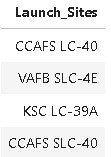 Launch_Sites
CCAFS LC-40
VAFB SLC-4E
KSC LC-39A
CCAFS SLC-40